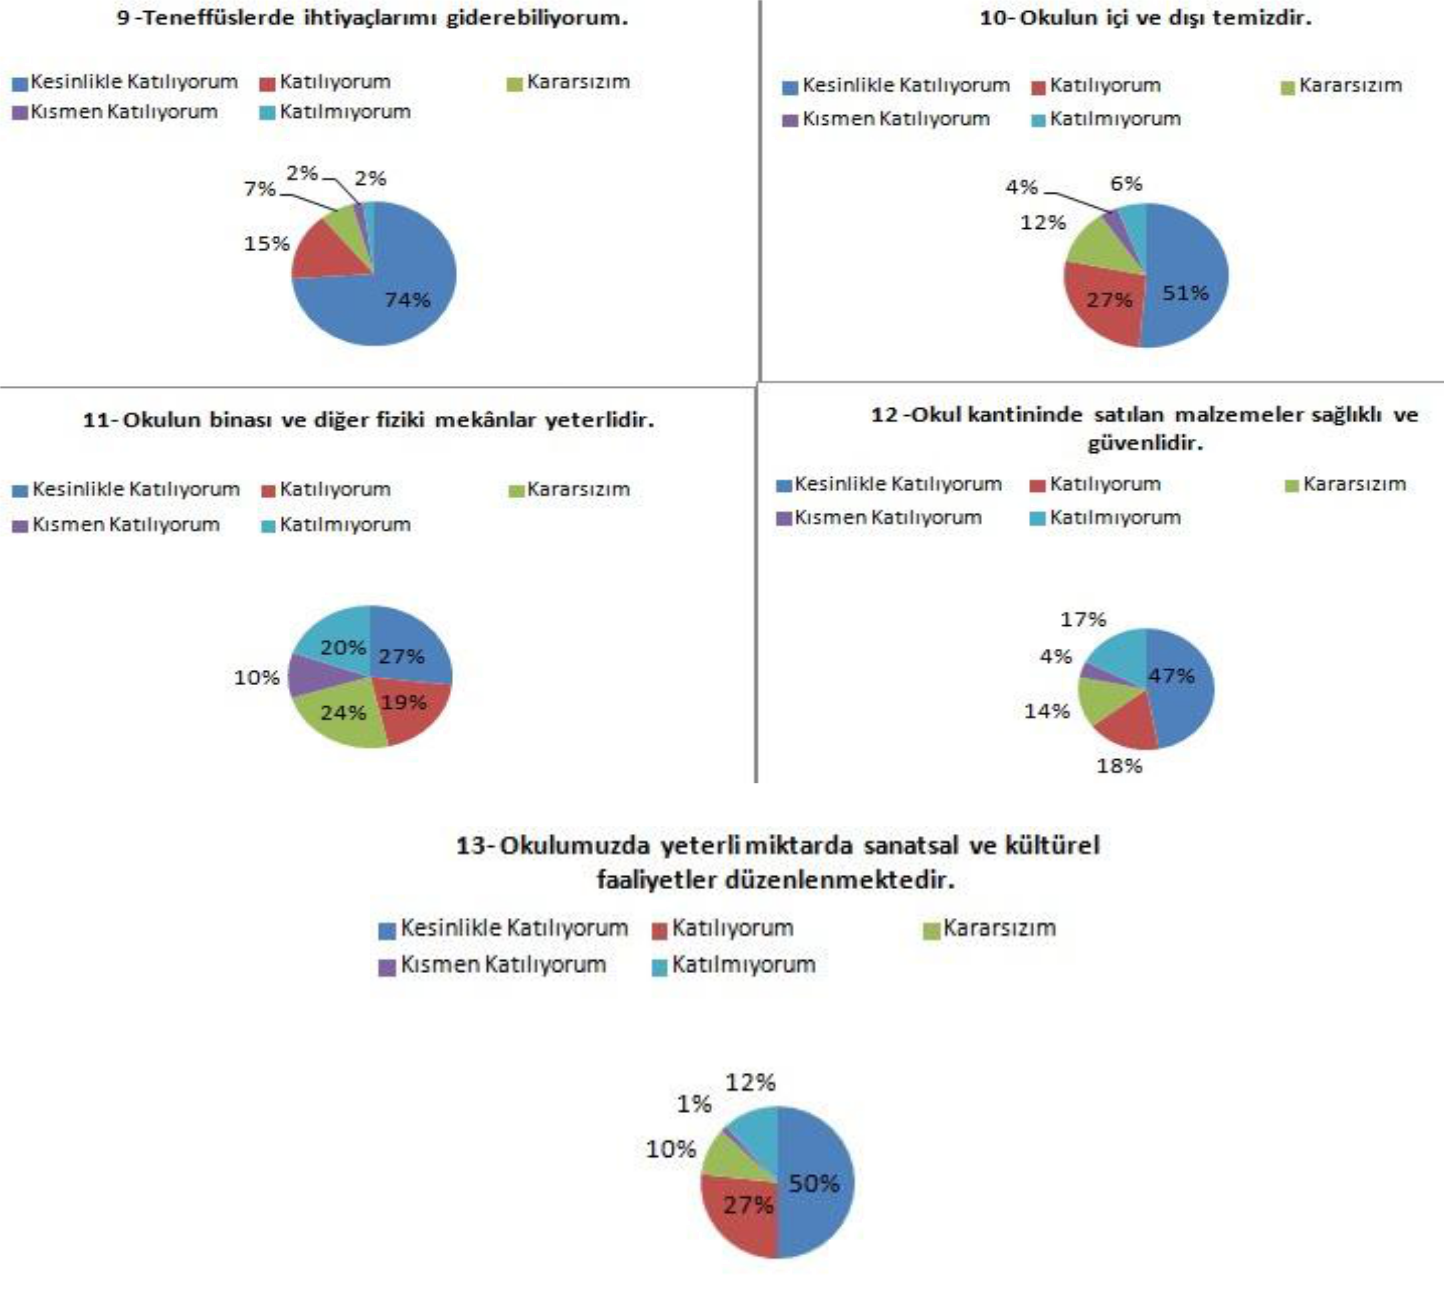 9 -Teneffüslerde ihtiyaçlarımı giderebiliyorum.
Kesinlikle Katılıyorum Katılıyorum Kararsızım
Kısmen Katılıyorum Katılmıyorum
2% 2%
7%
15%
74%
10- Okulun içi ve dışı temizdir.
Kesinlikle Katılıyorum Katılıyorum Kararsızım
Kısmen Katılıyorum Katılmıyorum
4% 6%
12%
27% 51%
11- Okulun binası ve diğer fiziki mekânlar yeterlidir.
Kesinlikle Katılıyorum Katılıyorum Kararsızım
Kısmen Katılıyorum Katılmıyorum
20% 27%
10%
24% 19%
12 -Okul kantininde satılan malzemeler sağlıklı ve
güvenlidir.
Kesinlikle Katılıyorum Katılıyorum Kararsızım
Kısmen Katılıyorum Katılmıyorum
17%
4%
47%
14%
18%
13- Okulumuzda yeterli miktarda sanatsal ve kültürel
faaliyetler düzenlenmektedir.
Kesinlikle Katılıyorum Katılıyorum Kararsızım
Kısmen Katılıyorum Katılmıyorum
12%
1%
10%
50%
27%